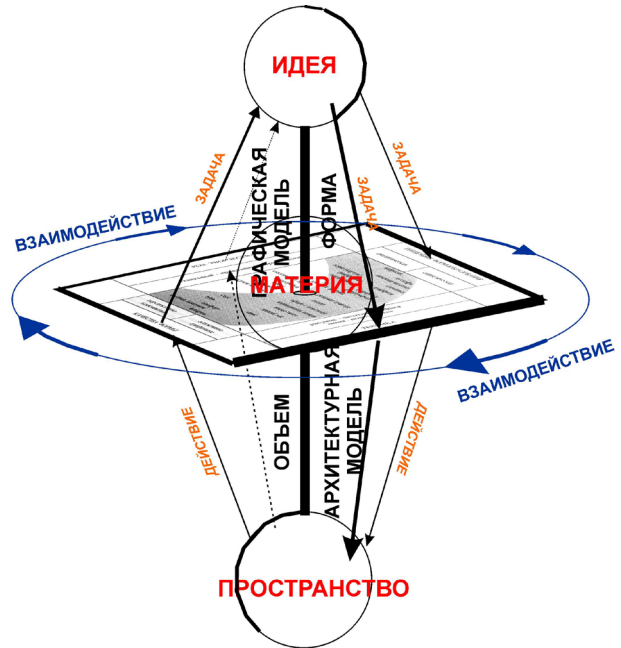 ИДЕЯ
ЗАДАЧА
ГРАФИЧЕСКАЯ
МОДЕЛЬ
ФОРМА
ЗАДАЧА
ЗАДАЧА
ВЗАИМОДЕЙСТВИЕ
МАТЕРИЯ
ВЗАИМОДЕЙСТВИЕ
ДЕЙСТВИЕ
ОБЪЕМ
АРХИТЕКТУРНАЯ
МОДЕЛЬ
ДЕЙСТВИЕ
ПРОСТРАНСТВО